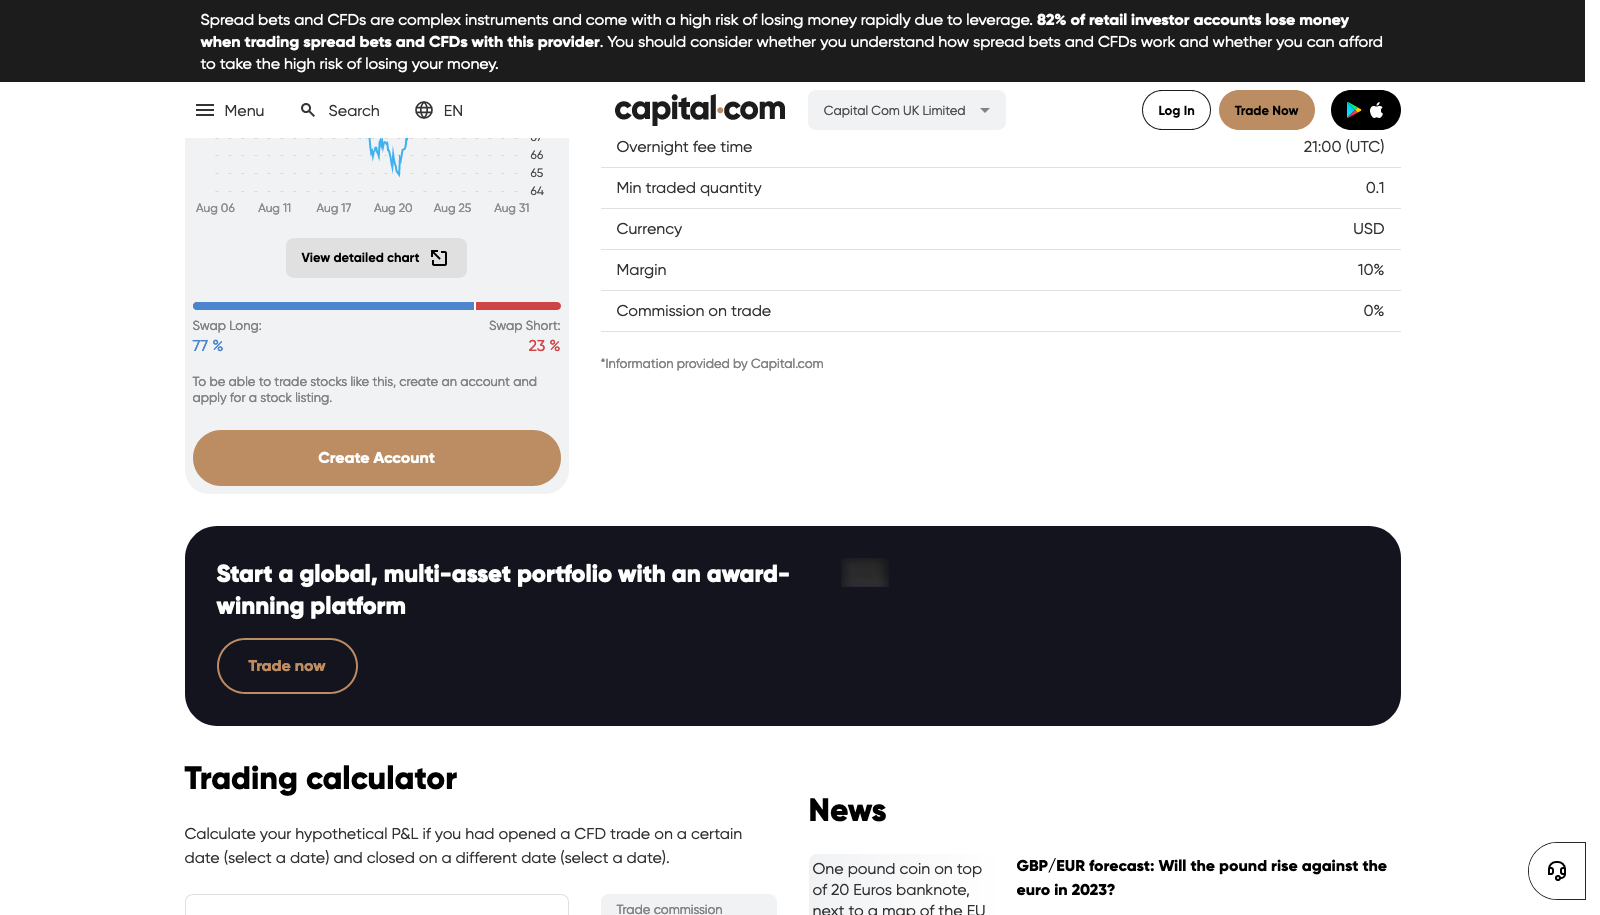 Spread bets and CFDs are complex instruments and come with a high risk of losing money rapidly due to leverage. 82% of retail investor accounts lose money
when trading spread bets and CFDs with this provider. You should consider whether you understand how spread bets and CFDs work and whether you can afford
to take the high risk of losing your money.
Menu
Search
EN
capital.com
Capital Com UK Limited
Log In
Trade Now
66
65
64
Aug 06
Aug 11
Aug 17
Aug 20
Aug 25
Aug 31
View detailed chart
Swap Long:
Swap Short:
77 %
23 %
To be able to trade stocks like this, create an account and
apply for a stock listing.
Create Account
Overnight fee time
21:00 (UTC)
Min traded quantity
0.1
Currency
USD
Margin
10%
Commission on trade
0%
*Information provided by Capital.com
Start a global, multi-asset portfolio with an award-
winning platform
Trade now
Trading calculator
Calculate your hypothetical P&L if you had opened a CFD trade on a certain
date (select a date) and closed on a different date (select a date).
Trade commission
News
One pound coin on top
of 20 Euros banknote,
next to a map of the EU
GBP/EUR forecast: Will the pound rise against the
euro in 2023?